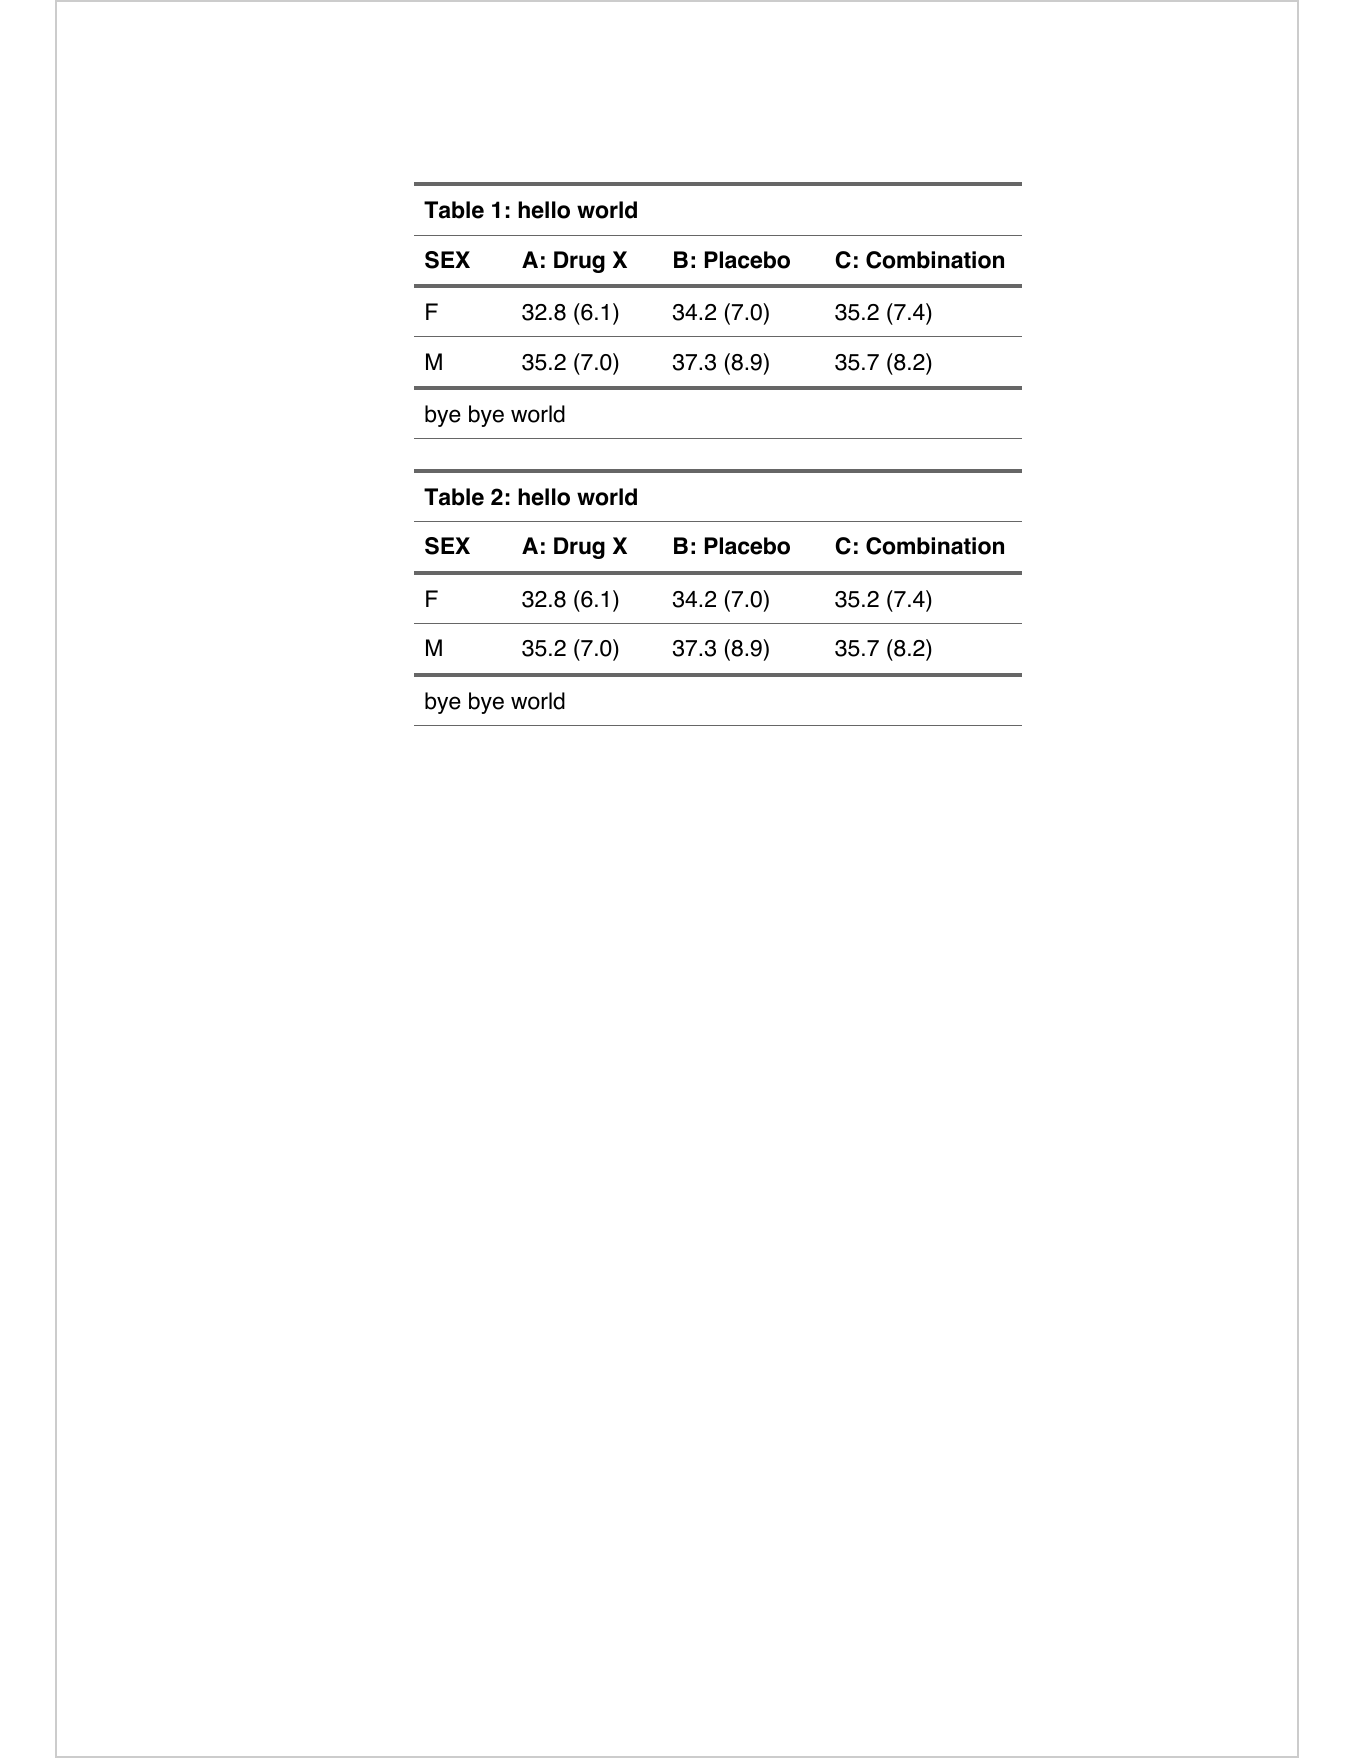 Table 1: hello world
SEX A: Drug X B: Placebo C: Combination
F 32.8 (6.1) 34.2 (7.0) 35.2 (7.4)
M 35.2 (7.0) 37.3 (8.9) 35.7 (8.2)
bye bye world
Table 2: hello world
SEX A: Drug X B: Placebo C: Combination
F 32.8 (6.1) 34.2 (7.0) 35.2 (7.4)
M 35.2 (7.0) 37.3 (8.9) 35.7 (8.2)
bye bye world